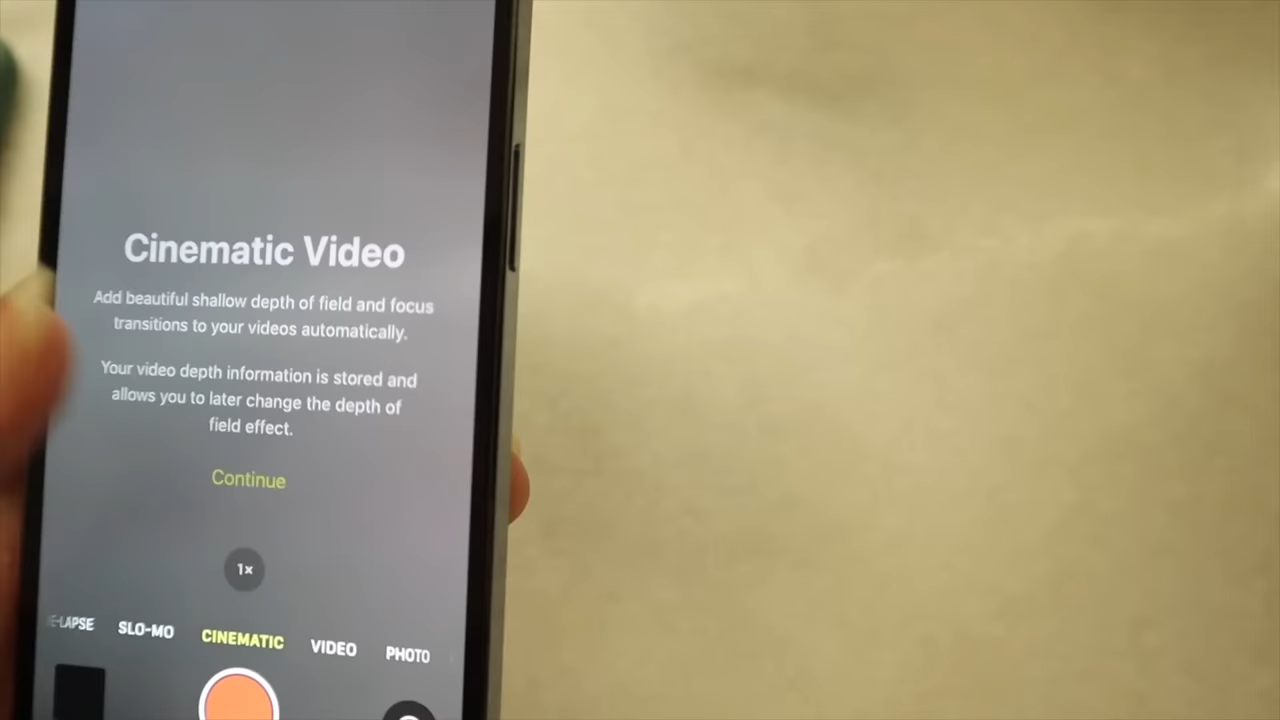 Cinematic Video
Add beautiful shallow depth of field and focus
transitions to your videos automatically.
Your video depth information is stored and
allows you to later change the depth of
field effect.
Continue
1×
E-LAPSE SLO-MO CINEMATIC VIDEO PHOTO